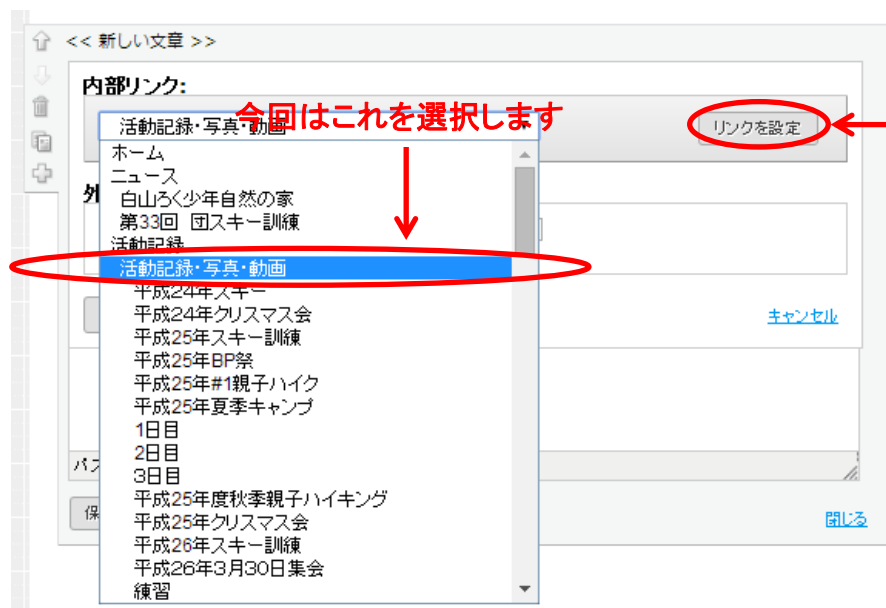 << 新しい文章 >>
内部リンク:
今回はこれを選択します
活動記録・写真・動画
リンクを設定
ホーム
ニュース
白山ろく少年自然の家
第33回 団スキー訓練
活動記録
活動記録・写真・動画
平成24年スキー
平成24年クリスマス会
キャンセル
平成25年スキー訓練
平成25年BP祭
平成25年#1親子ハイク
平成25年夏季キャンプ
1日目
2日目
3日目
平成25年度秋季親子ハイキング
平成25年クリスマス会
閉じる
平成26年スキー訓練
平成26年3月30日集会
練習